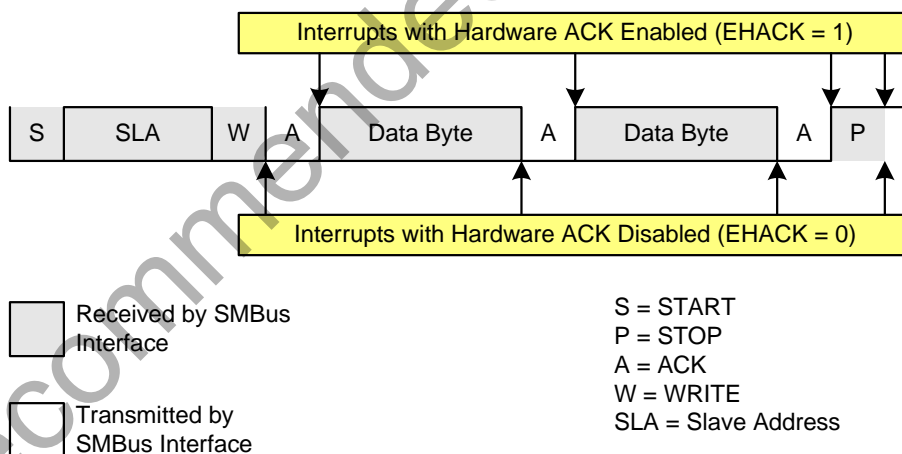 Interrupts with Hardware ACK Enabled (EHACK = 1)
S SLA W A Data Byte A Data Byte A P
Interrupts with Hardware ACK Disabled (EHACK = 0)
Received by SMBus
Interface
Transmitted by
SMBus Interface
S = START
P = STOP
A = ACK
W = WRITE
SLA = Slave Address
commende